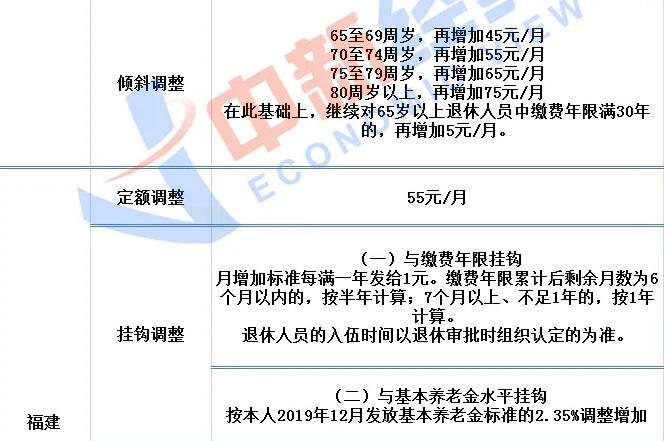 倾斜调整
65至69周岁，再增加45元/月
70至74周岁，再增加55元/月
75至79周岁，再增加65元/月
80周岁以上，再增加75元/月
在此基础上，继续对65岁以上退休人员中缴费年限满30年
的，再增加5元/月。
定额调整
55元/月
挂钩调整
（一）与缴费年限挂钩
月增加标准每满一年发给1元。缴费年限累计后剩余月数为6
个月以内的，按半年计算；7个月以上、不足1年的，按1年
计算。
退休人员的入伍时间以退休审批时组织认定的为准。
（二）与基本养老金水平挂钩
按本人2019年12月发放基本养老金标准的2.35%调整增加
福建
中新经纬
ECONOMIC VIEW